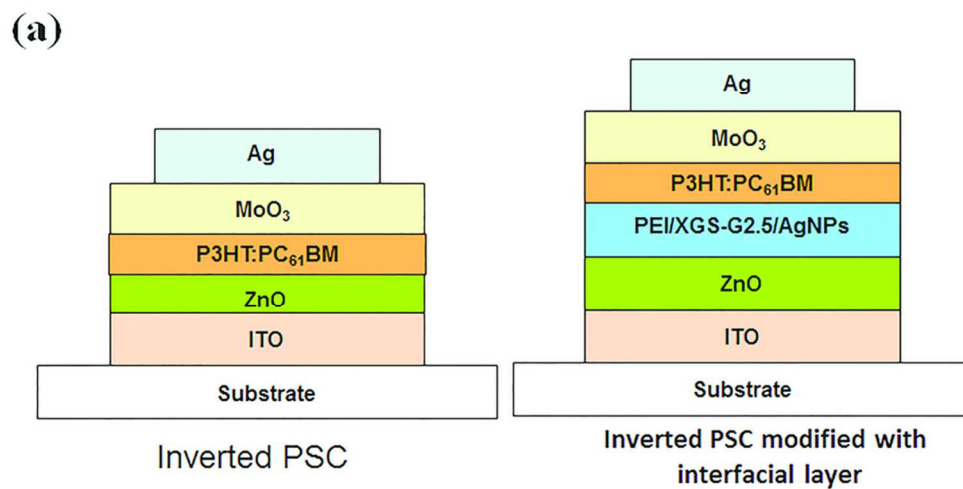 (a)
Ag
MoO₃
P3HT:PC₆₁BM
ZnO
ITO
Substrate
Inverted PSC
Ag
MoO₃
P3HT:PC₆₁BM
PEI/XGS-G2.5/AgNPs
ZnO
ITO
Substrate
Inverted PSC modified with
interfacial layer